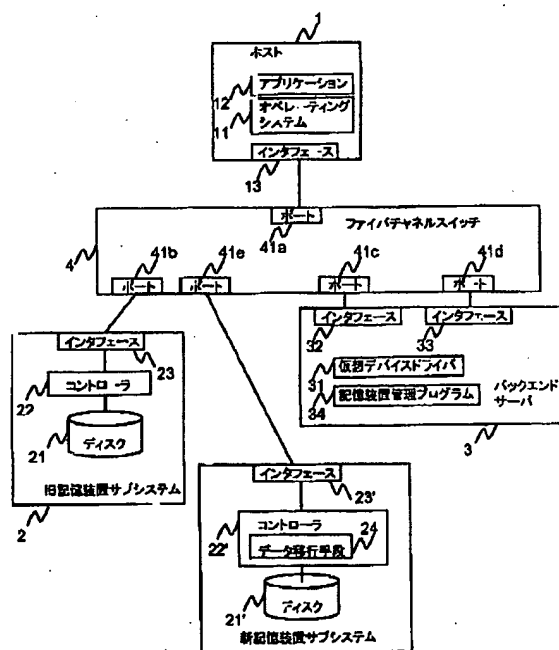 1
ホスト
12
アプリケーション
11
オペレーティング
システム
インタフェース
13
ポート
41a
ファイバチャネルスイッチ
4
41b
41e
41c
41d
ポート
ポート
ポート
ポート
インタフェース
23
22
コントローラ
21
ディスク
旧記憶装置サブシステム
2
インタフェース
32
インタフェース
33
仮想デバイスドライバ
31
記憶装置管理プログラム
34
バックエンド
サーバ
3
インタフェース
23'
コントローラ
24
22'
データ移行手段
21'
ディスク
新記憶装置サブシステム